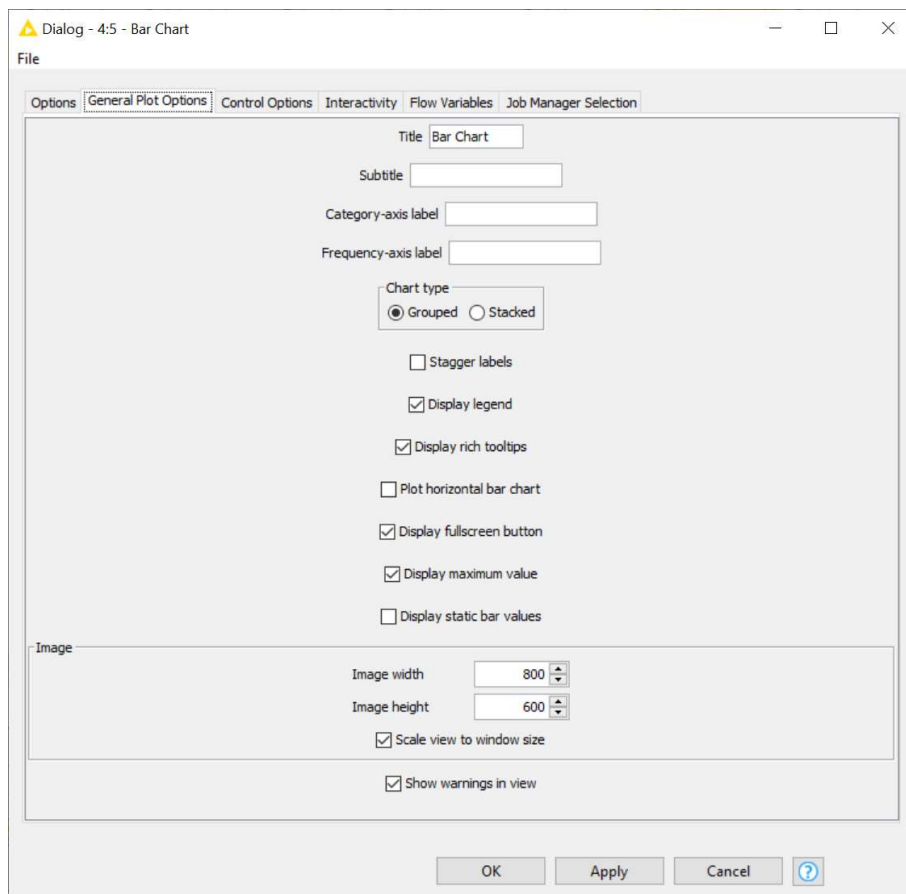 Dialog - 4:5 - Bar Chart
File
Options General Plot Options Control Options Interactivity Flow Variables Job Manager Selection
Title Bar Chart
Subtitle
Category-axis label
Frequency-axis label
Chart type
Grouped Stacked
Stagger labels
Display legend
Display rich tooltips
Plot horizontal bar chart
Display fullscreen button
Display maximum value
Display static bar values
Image
Image width 800
Image height 600
Scale view to window size
Show warnings in view
OK Apply Cancel ?